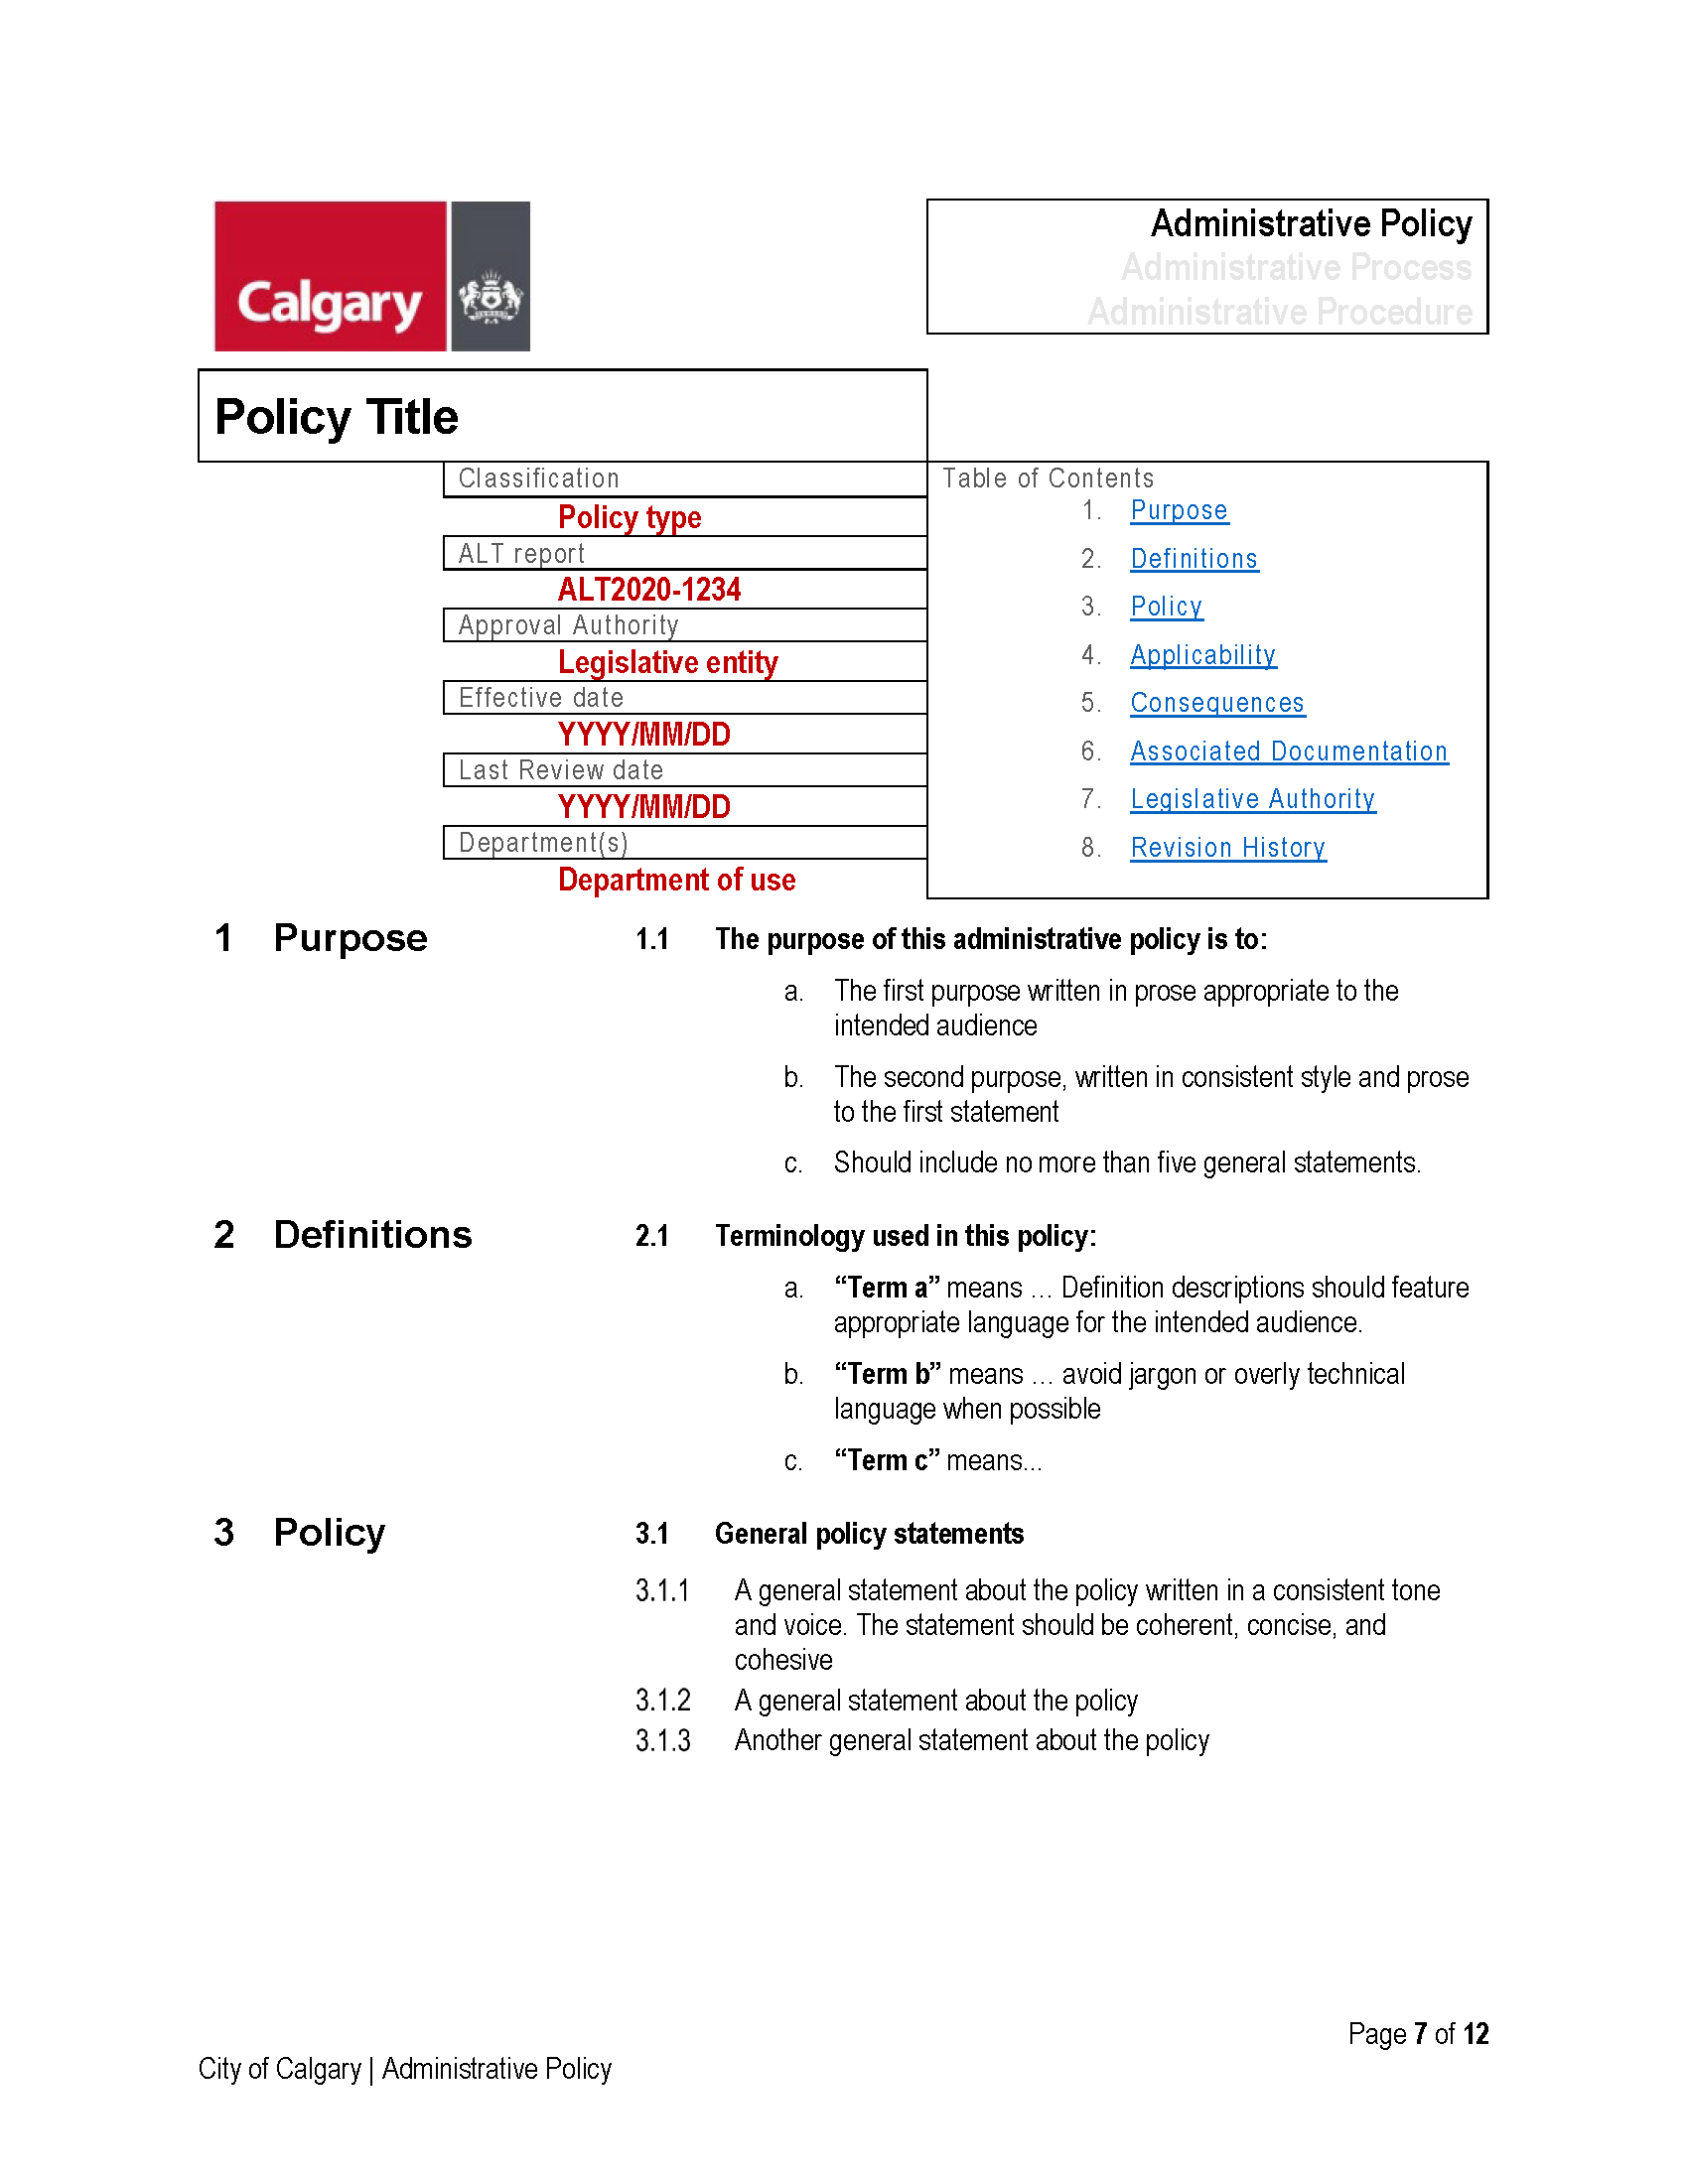 Calgary
Administrative Policy
Administrative Process
Administrative Procedure
Policy Title
Classification
Policy type
ALT report
ALT2020-1234
Approval Authority
Legislative entity
Effective date
YYYY/MM/DD
Last Review date
YYYY/MM/DD
Department(s)
Department of use
Table of Contents
1. Purpose
2. Definitions
3. Policy
4. Applicability
5. Consequences
6. Associated Documentation
7. Legislative Authority
8. Revision History
1 Purpose
1.1 The purpose of this administrative policy is to:
a. The first purpose written in prose appropriate to the
intended audience
b. The second purpose, written in consistent style and prose
to the first statement
c. Should include no more than five general statements.
2 Definitions
2.1 Terminology used in this policy:
a. “Term a” means … Definition descriptions should feature
appropriate language for the intended audience.
b. “Term b” means … avoid jargon or overly technical
language when possible
c. “Term c” means...
3 Policy
3.1 General policy statements
3.1.1 A general statement about the policy written in a consistent tone
and voice. The statement should be coherent, concise, and
cohesive
3.1.2 A general statement about the policy
3.1.3 Another general statement about the policy
Page 7 of 12
City of Calgary | Administrative Policy